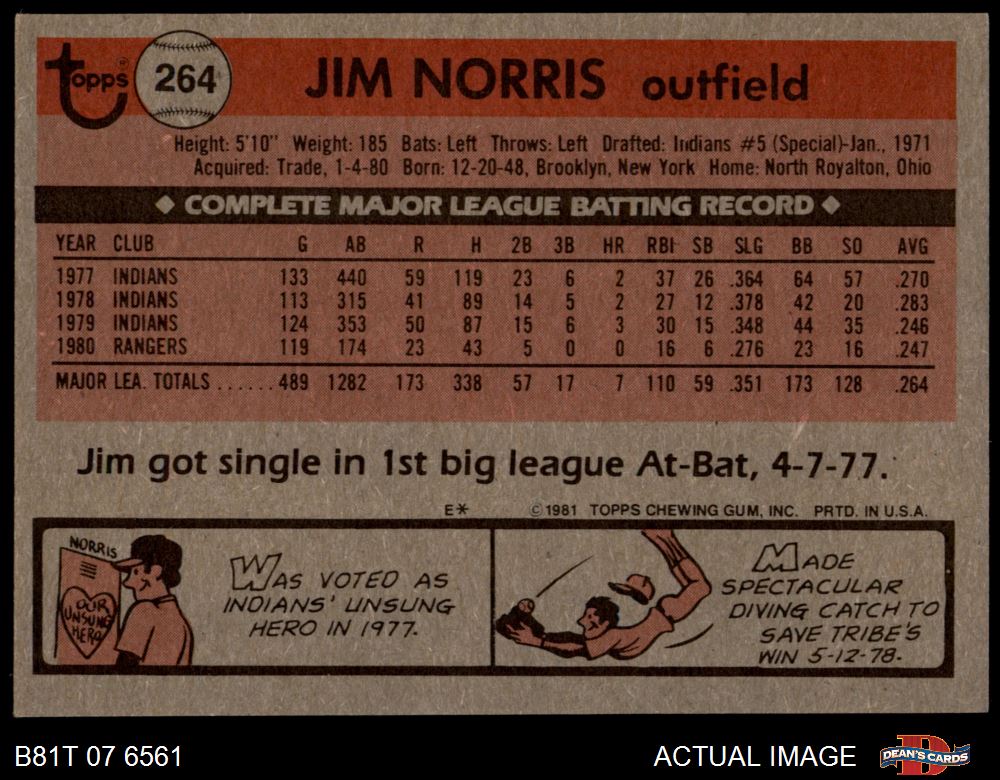 Topps 264 JIM NORRIS outfield
Height: 5'10" Weight: 185 Bats: Left Throws: Left Drafted: Indians #5 (Special)-Jan., 1971
Acquired: Trade, 1-4-80 Born: 12-20-48, Brooklyn, New York Home: North Royalton, Ohio
◆ COMPLETE MAJOR LEAGUE BATTING RECORD ◆
YEAR CLUB G AB R H 2B 3B HR RBI SB SLG BB SO AVG
1977 INDIANS 133 440 59 119 23 6 2 37 26 .364 64 57 .270
1978 INDIANS 113 315 41 89 14 5 2 27 12 .378 42 20 .283
1979 INDIANS 124 353 50 87 15 6 3 30 15 .348 44 35 .246
1980 RANGERS 119 174 23 43 5 0 0 16 6 .276 23 16 .247
MAJOR LEA. TOTALS ...... 489 1282 173 338 57 17 7 110 59 .351 173 128 .264
Jim got single in 1st big league At-Bat, 4-7-77.
E* © 1981 TOPPS CHEWING GUM, INC. PRTD. IN U.S.A.
NORRIS
OUR
UNSUNG
HERO
WAS VOTED AS
INDIANS' UNSUNG
HERO IN 1977.
MADE
SPECTACULAR
DIVING CATCH TO
SAVE TRIBE'S
WIN 5-12-78.
B81T 07 6561 ACTUAL IMAGE DEAN'S CARDS